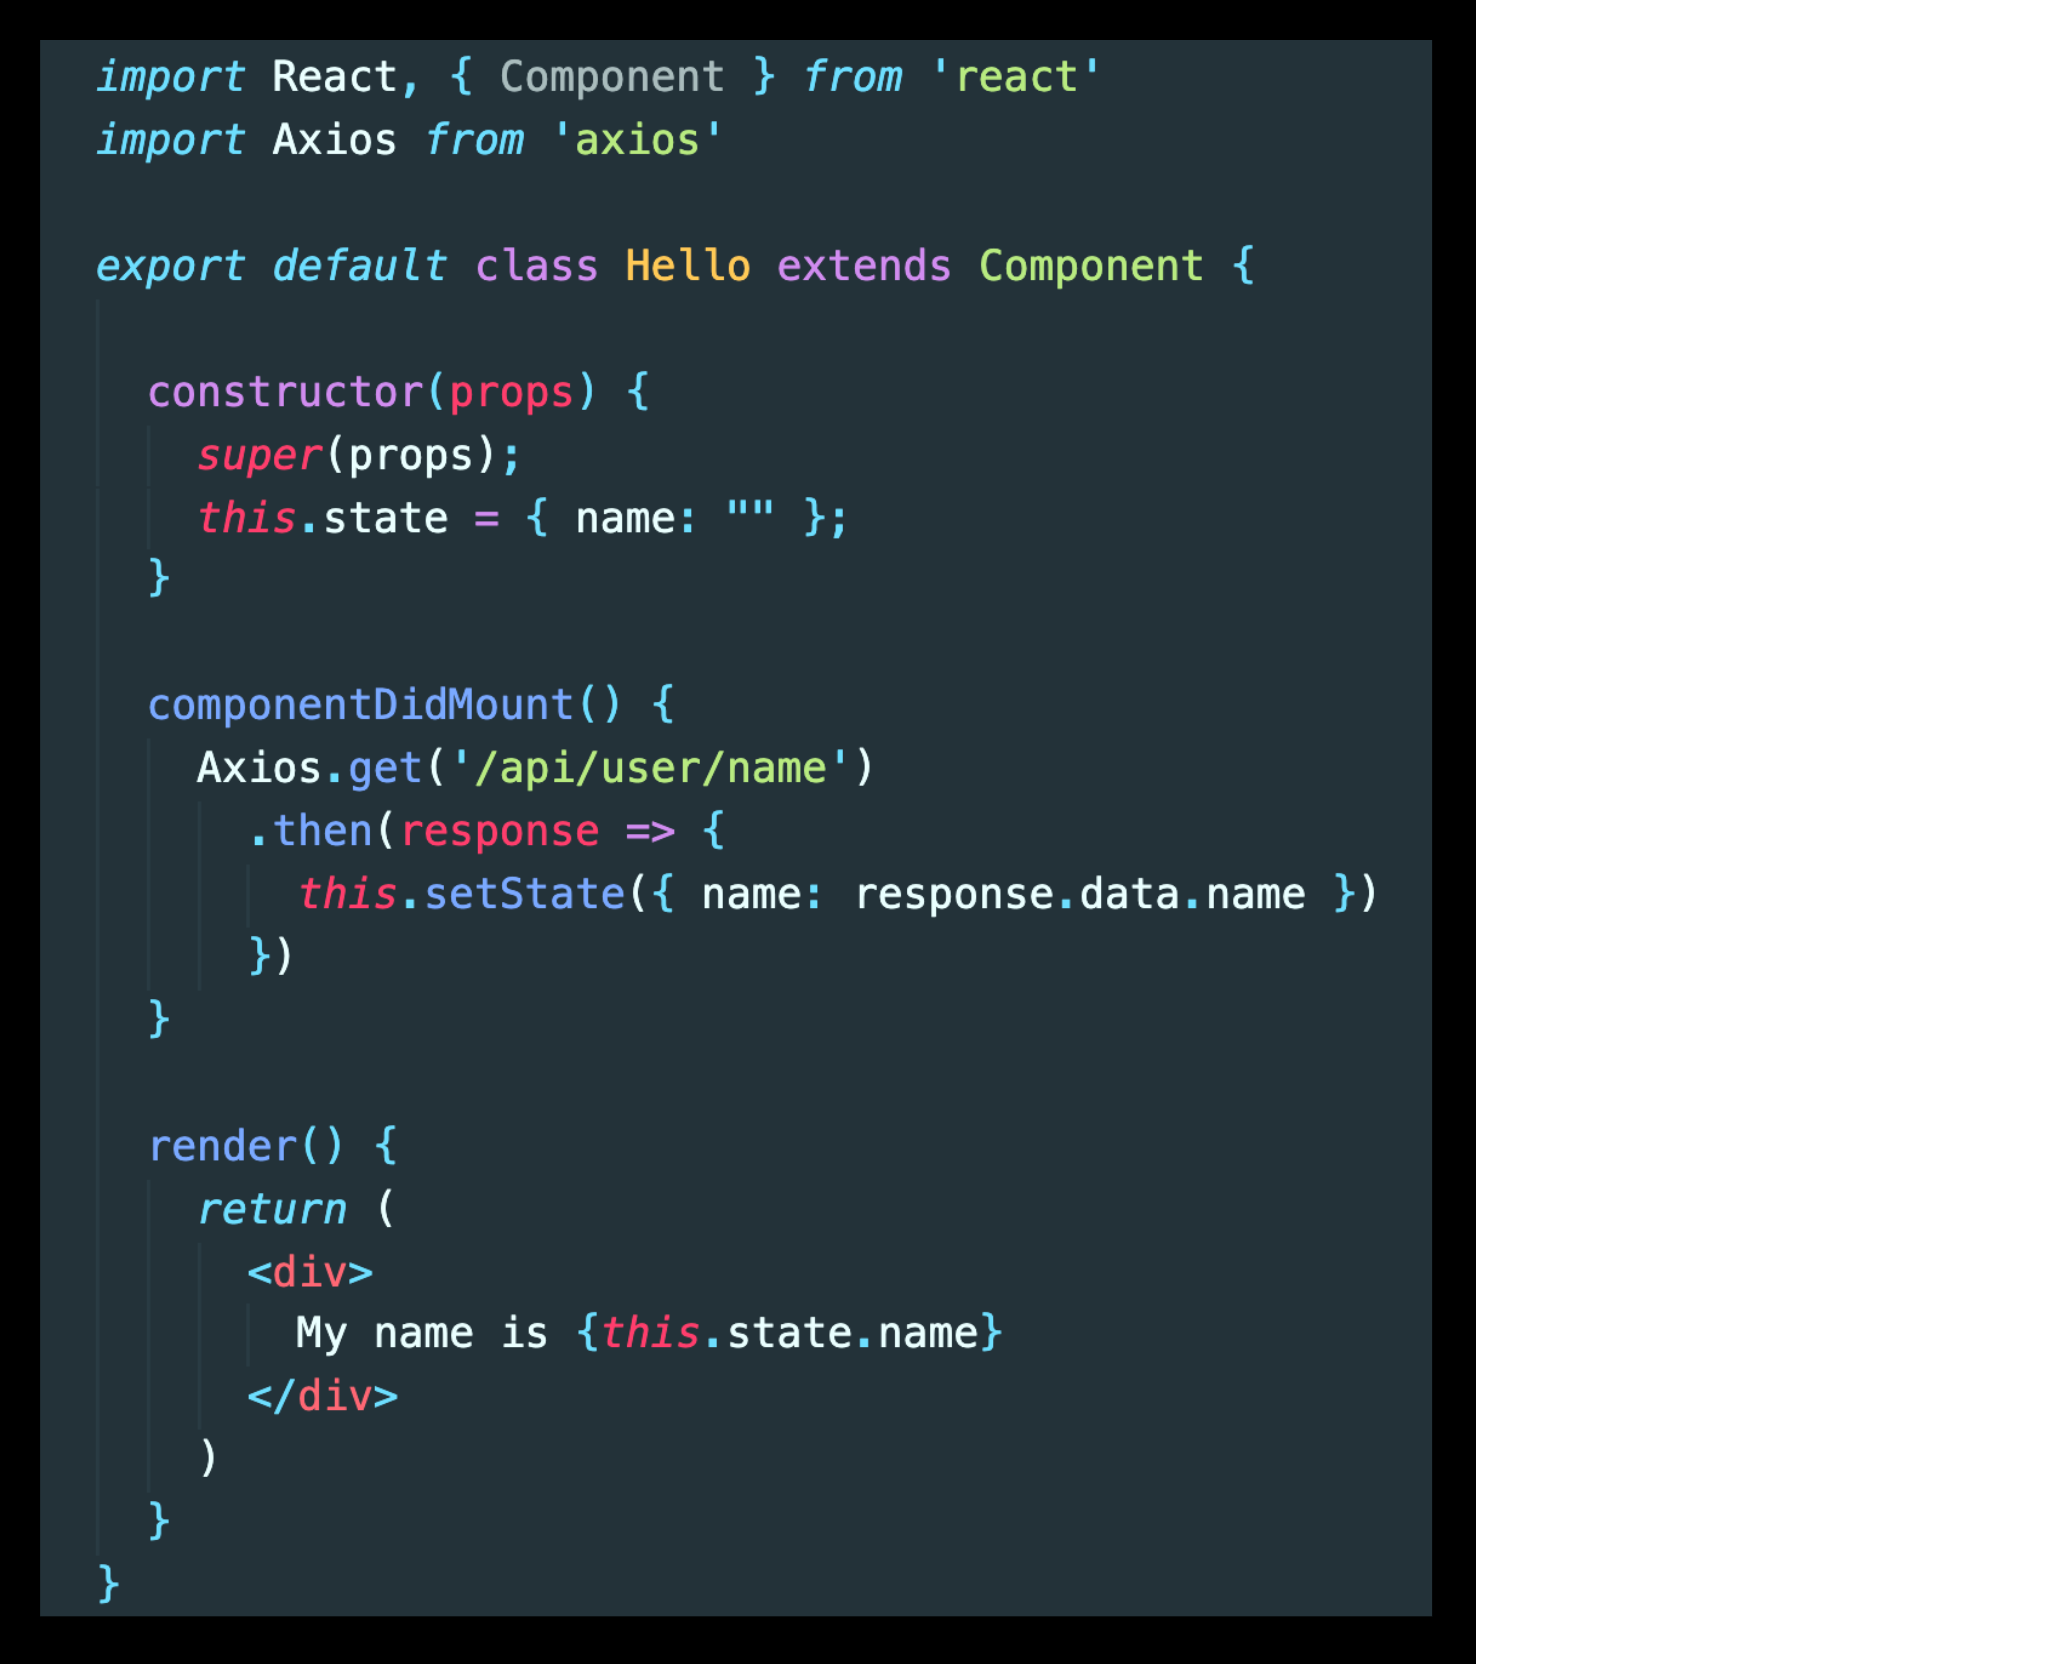 import React, { Component } from 'react'
import Axios from 'axios'
export default class Hello extends Component {
constructor(props) {
super(props);
this.state = { name: "" };
}
componentDidMount() {
Axios.get('/api/user/name')
.then(response => {
this.setState({ name: response.data.name })
})
}
render() {
return (
<div>
My name is {this.state.name}
</div>
)
}
}